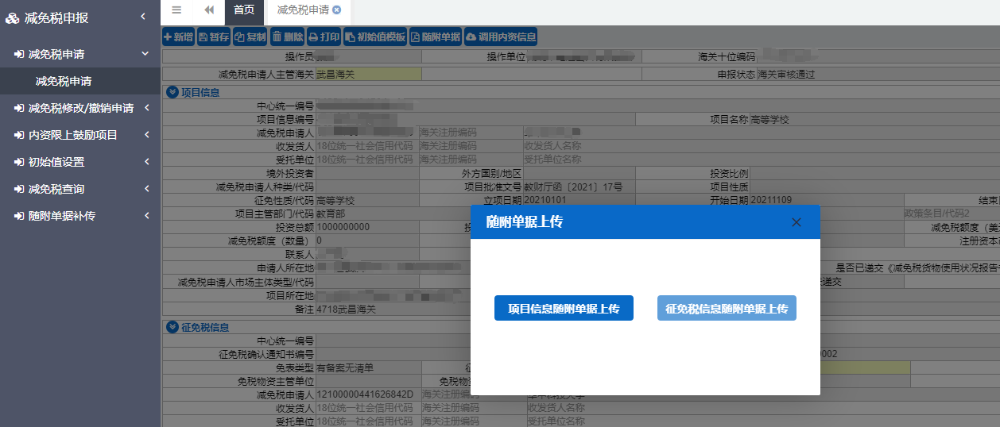 减免税申报
减免税申请
减免税申请
减免税修改/撤销申请
内资限上鼓励项目
初始值设置
减免税查询
随附单据补传
首页 减免税申请
新增 暂存 复制 删除 打印 初始值模板 随附单据 调用内资信息
操作员 操作单位 海关十位编码
减免税申请人主管海关 武昌海关 申报状态 海关审核通过
项目信息
中心统一编号
项目信息编号 项目名称 高等学校
减免税申请人 海关注册编码
收发货人 18位统一社会信用代码 海关注册编码 收发货人名称
受托单位 18位统一社会信用代码 海关注册编码 受托单位名称
境外投资者 外方国别/地区 投资比例
减免税申请人种类/代码 项目批准文号 教财厅函〔2021〕17号 项目性质
征免性质/代码 高等学校 立项日期 20210101 开始日期 20211109 结束
项目主管部门/代码 教育部 政策条目/代码2
投资总额 1000000000 减免税额度（美
减免税额度（数量） 0 注册资本
联系人
申请人所在地 是否已递交《减免税货物使用状况报告
减免税申请人市场主体类型/代码 递交
项目所在地
备注 4718武昌海关
随附单据上传
项目信息随附单据上传 征免税信息随附单据上传
征免税信息
中心统一编号
征免税确认通知书编号 0002
免表类型 有备案无清单 征
免税物资主管单位 免税物
减免税申请人 12100000441626842D 海关注册编码
收发货人 18位统一社会信用代码 海关注册编码 收发货人名称
受托单位 18位统一社会信用代码 海关注册编码 受托单位名称